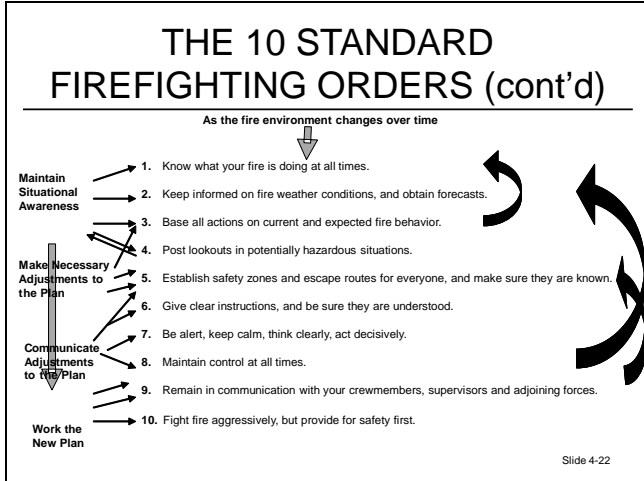 THE 10 STANDARD
FIREFIGHTING ORDERS (cont'd)
As the fire environment changes over time
Maintain
Situational
Awareness
Make Necessary
Adjustments to
the Plan
Communicate
Adjustments
to the Plan
Work the
New Plan
1. Know what your fire is doing at all times.
2. Keep informed on fire weather conditions, and obtain forecasts.
3. Base all actions on current and expected fire behavior.
4. Post lookouts in potentially hazardous situations.
5. Establish safety zones and escape routes for everyone, and make sure they are known.
6. Give clear instructions, and be sure they are understood.
7. Be alert, keep calm, think clearly, act decisively.
8. Maintain control at all times.
9. Remain in communication with your crewmembers, supervisors and adjoining forces.
10. Fight fire aggressively, but provide for safety first.
Slide 4-22